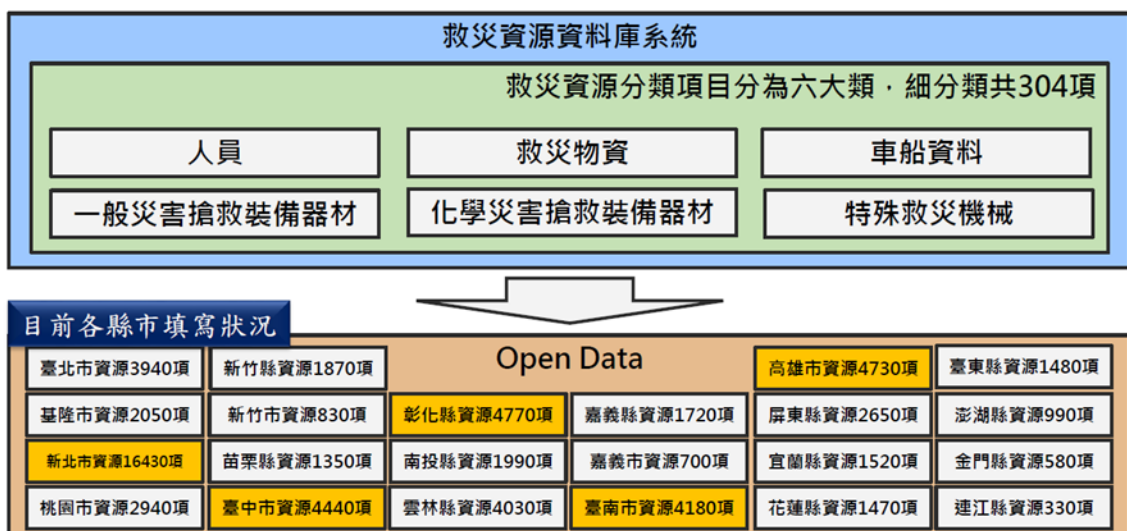 救災資源資料庫系統
救災資源分類項目分為六大類，細分類共304項
人員
救災物資
車船資料
一般災害搶救裝備器材
化學災害搶救裝備器材
特殊救災機械
目前各縣市填寫狀況
Open Data
臺北市資源3940項
新竹縣資源1870項
高雄市資源4730項
臺東縣資源1480項
基隆市資源2050項
新竹市資源830項
彰化縣資源4770項
嘉義縣資源1720項
屏東縣資源2650項
澎湖縣資源990項
新北市資源16430項
苗栗縣資源1350項
南投縣資源1990項
嘉義市資源700項
宜蘭縣資源1520項
金門縣資源580項
桃園市資源2940項
臺中市資源4440項
雲林縣資源4030項
臺南市資源4180項
花蓮縣資源1470項
連江縣資源330項